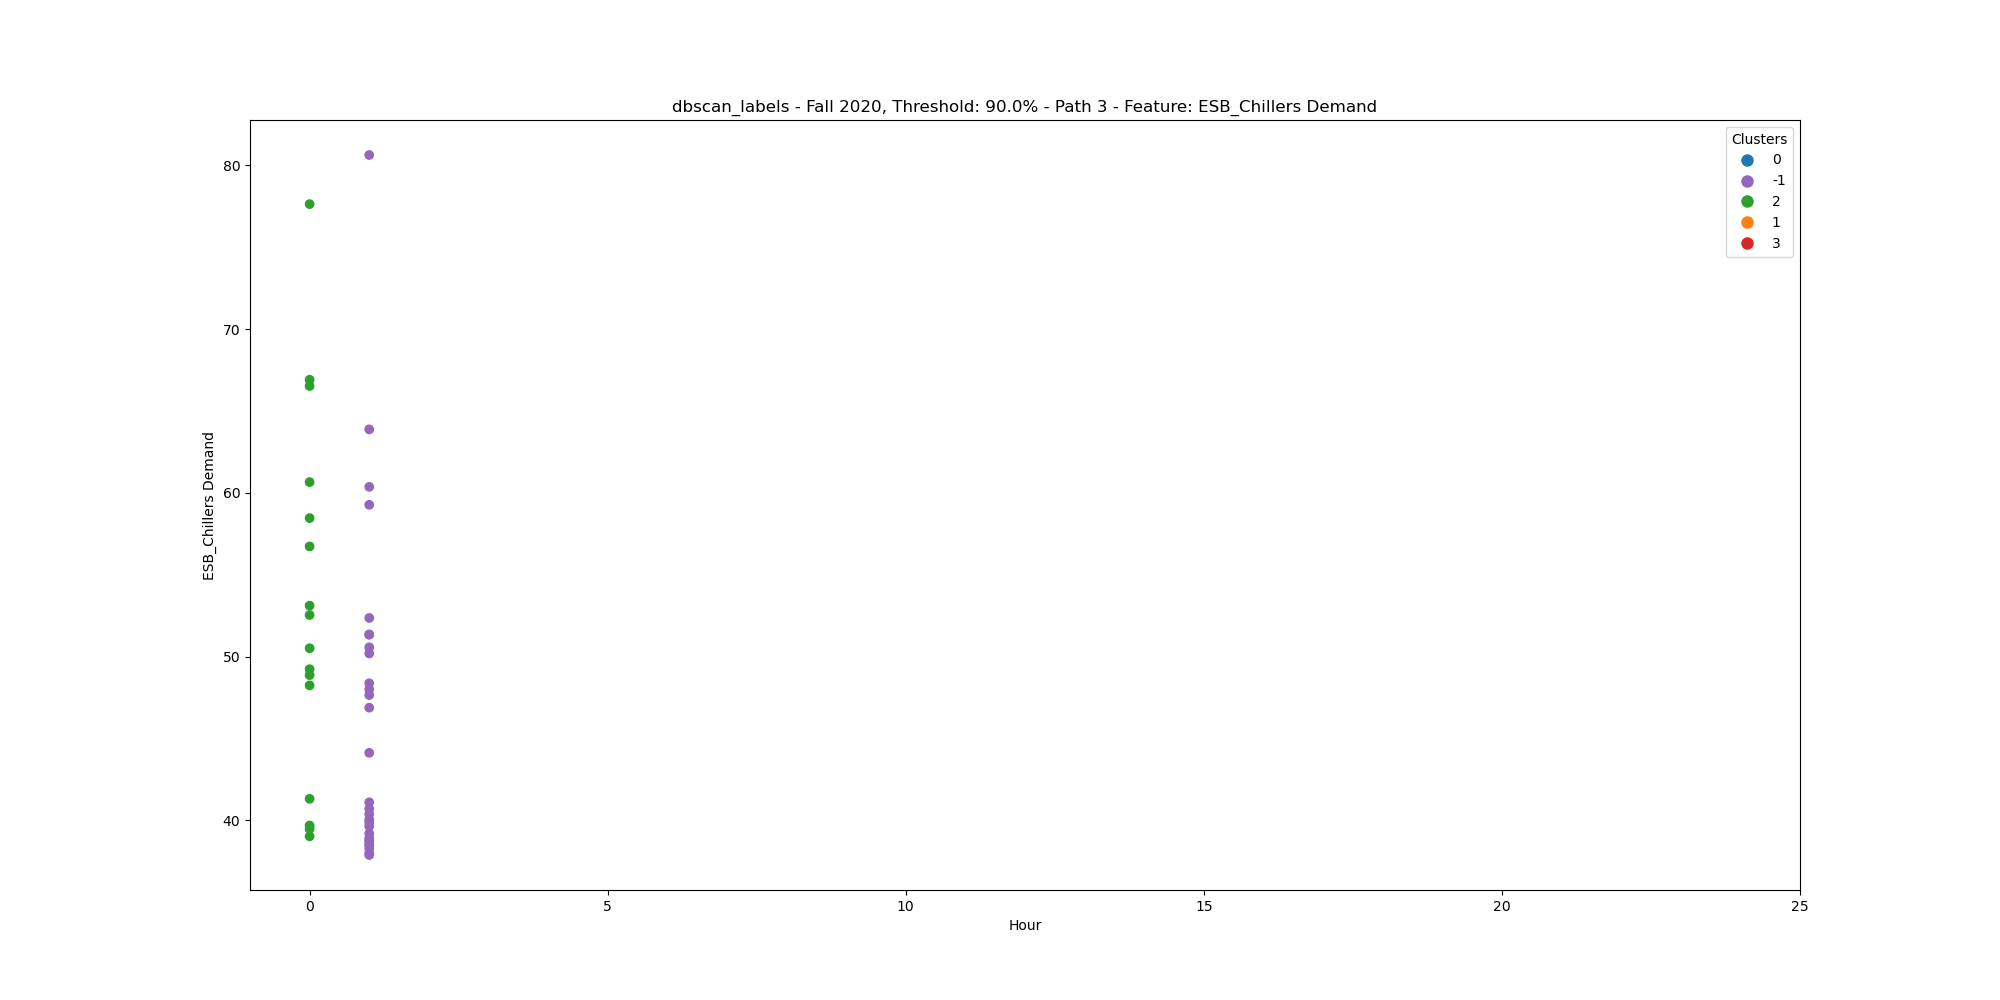 dbscan_labels - Fall 2020, Threshold: 90.0% - Path 3 - Feature: ESB_Chillers Demand
Clusters
0
-1
2
1
3
80
70
60
50
40
ESB_Chillers Demand
0 5 10 15 20 25
Hour